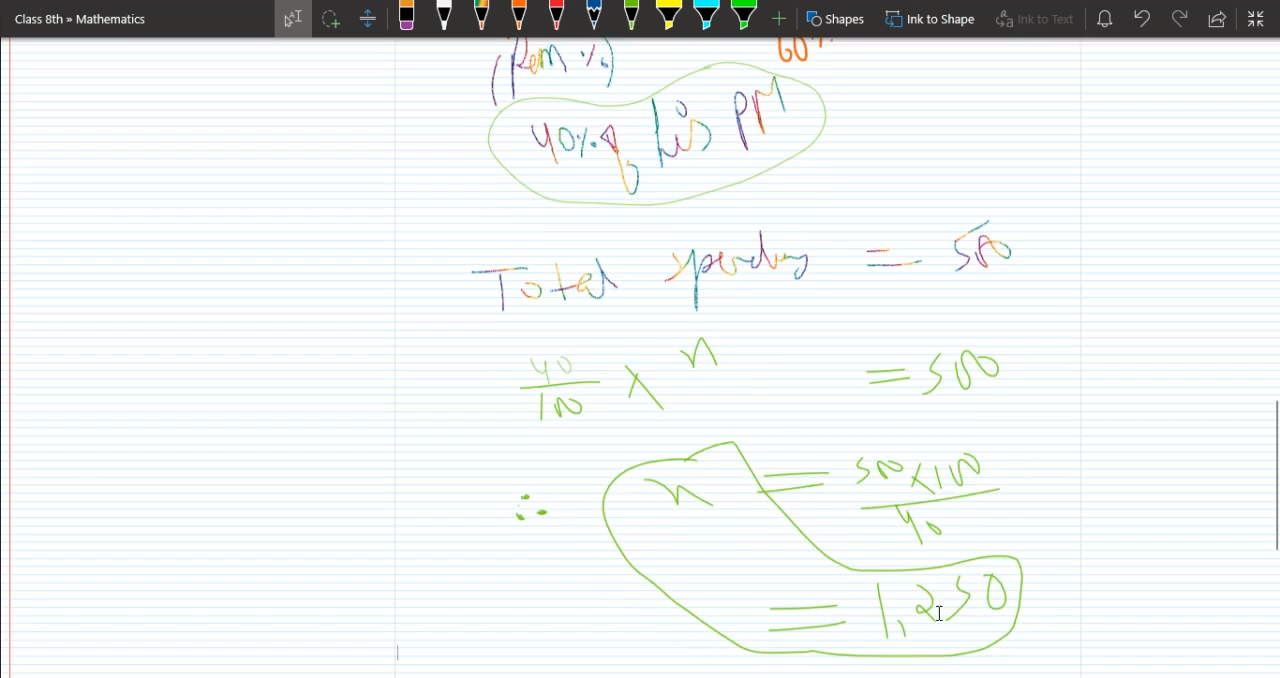 Class 8th » Mathematics Shapes Ink to Shape Ink to Text
60%
(Rem %)
40% of his PM
Total spending = 500
40/100 × x = 500
∴ x = 500×100/40
= 1,250